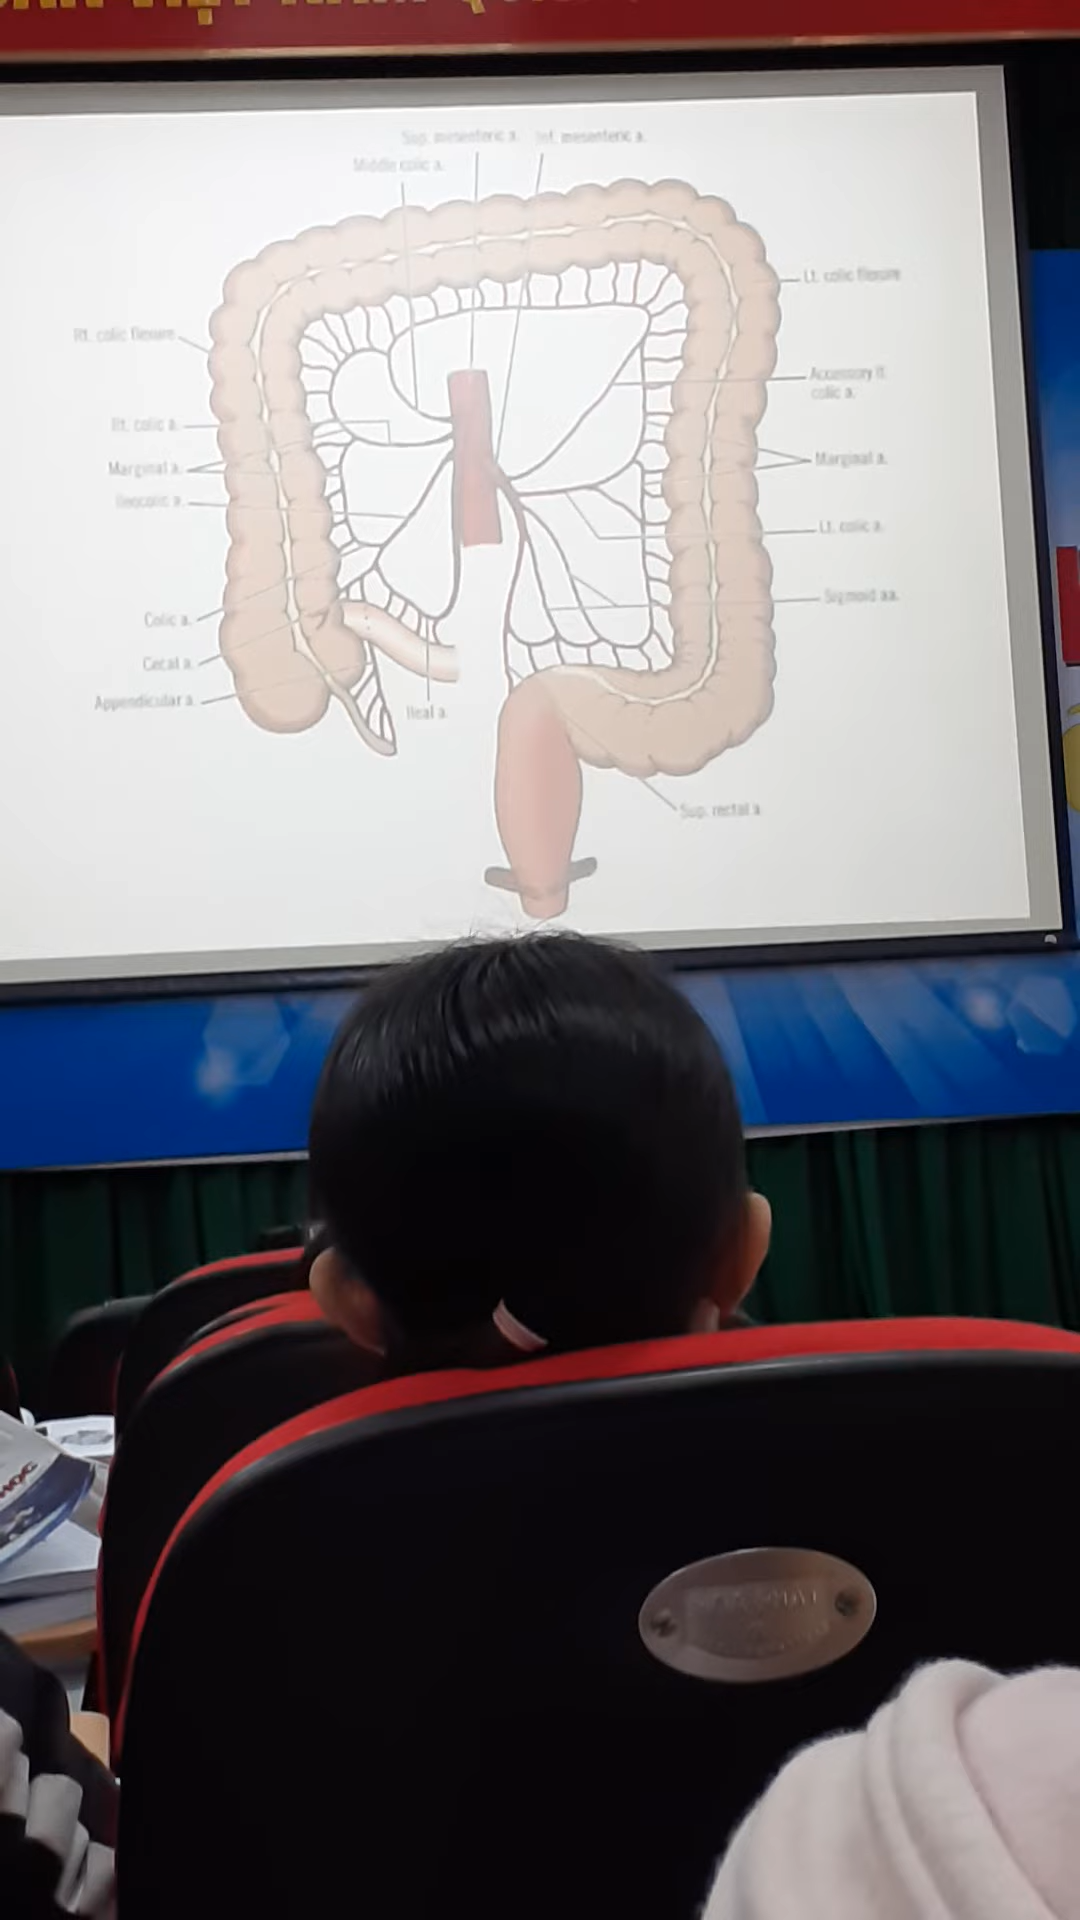 Sup. mesenteric a. Inf. mesenteric a.
Middle colic a.
Lt. colic flexure
Rt. colic flexure
Accessory lt.
colic a.
Rt. colic a.
Marginal a.
Marginal a.
Ileocolic a.
Lt. colic a.
Sigmoid aa.
Colic a.
Cecal a.
Appendicular a.
Ileal a.
Sup. rectal a.